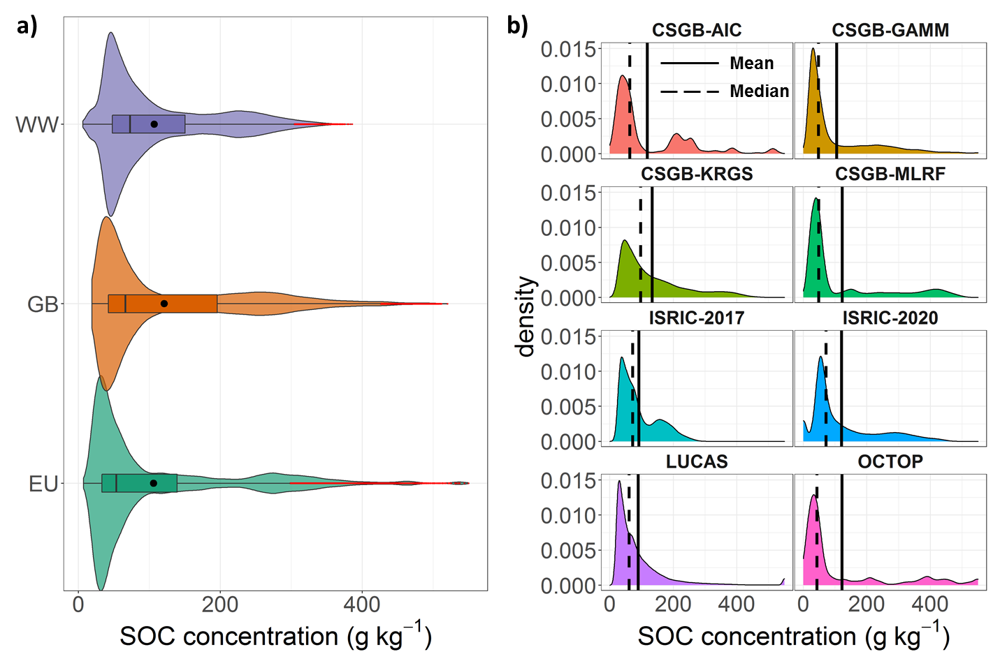 a)
WW
GB
EU
0 200 400
SOC concentration (g kg⁻¹)
b)
CSGB-AIC CSGB-GAMM
Mean
Median
0.015
0.010
0.005
0.000
CSGB-KRGS CSGB-MLRF
0.015
0.010
0.005
0.000
ISRIC-2017 ISRIC-2020
0.015
0.010
0.005
0.000
LUCAS OCTOP
0.015
0.010
0.005
0.000
density
0 200 400 0 200 400
SOC concentration (g kg⁻¹)